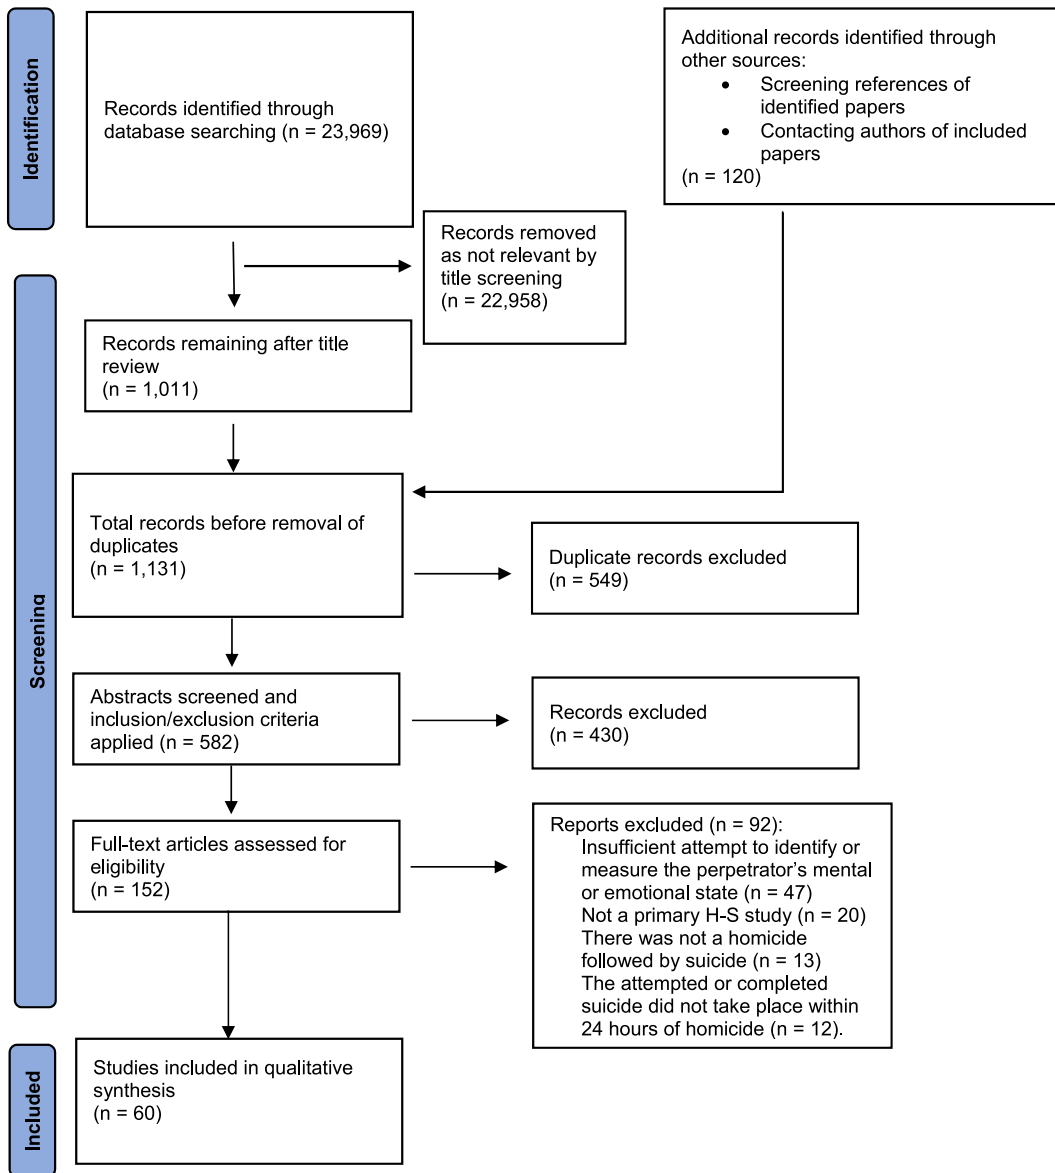 Identification
Records identified through
database searching (n = 23,969)
Additional records identified through
other sources:
• Screening references of
identified papers
• Contacting authors of included
papers
(n = 120)
Records removed
as not relevant by
title screening
(n = 22,958)
Screening
Records remaining after title
review
(n = 1,011)
Total records before removal of
duplicates
(n = 1,131)
Duplicate records excluded
(n = 549)
Abstracts screened and
inclusion/exclusion criteria
applied (n = 582)
Records excluded
(n = 430)
Full-text articles assessed for
eligibility
(n = 152)
Reports excluded (n = 92):
Insufficient attempt to identify or
measure the perpetrator’s mental
or emotional state (n = 47)
Not a primary H-S study (n = 20)
There was not a homicide
followed by suicide (n = 13)
The attempted or completed
suicide did not take place within
24 hours of homicide (n = 12).
Included
Studies included in qualitative
synthesis
(n = 60)